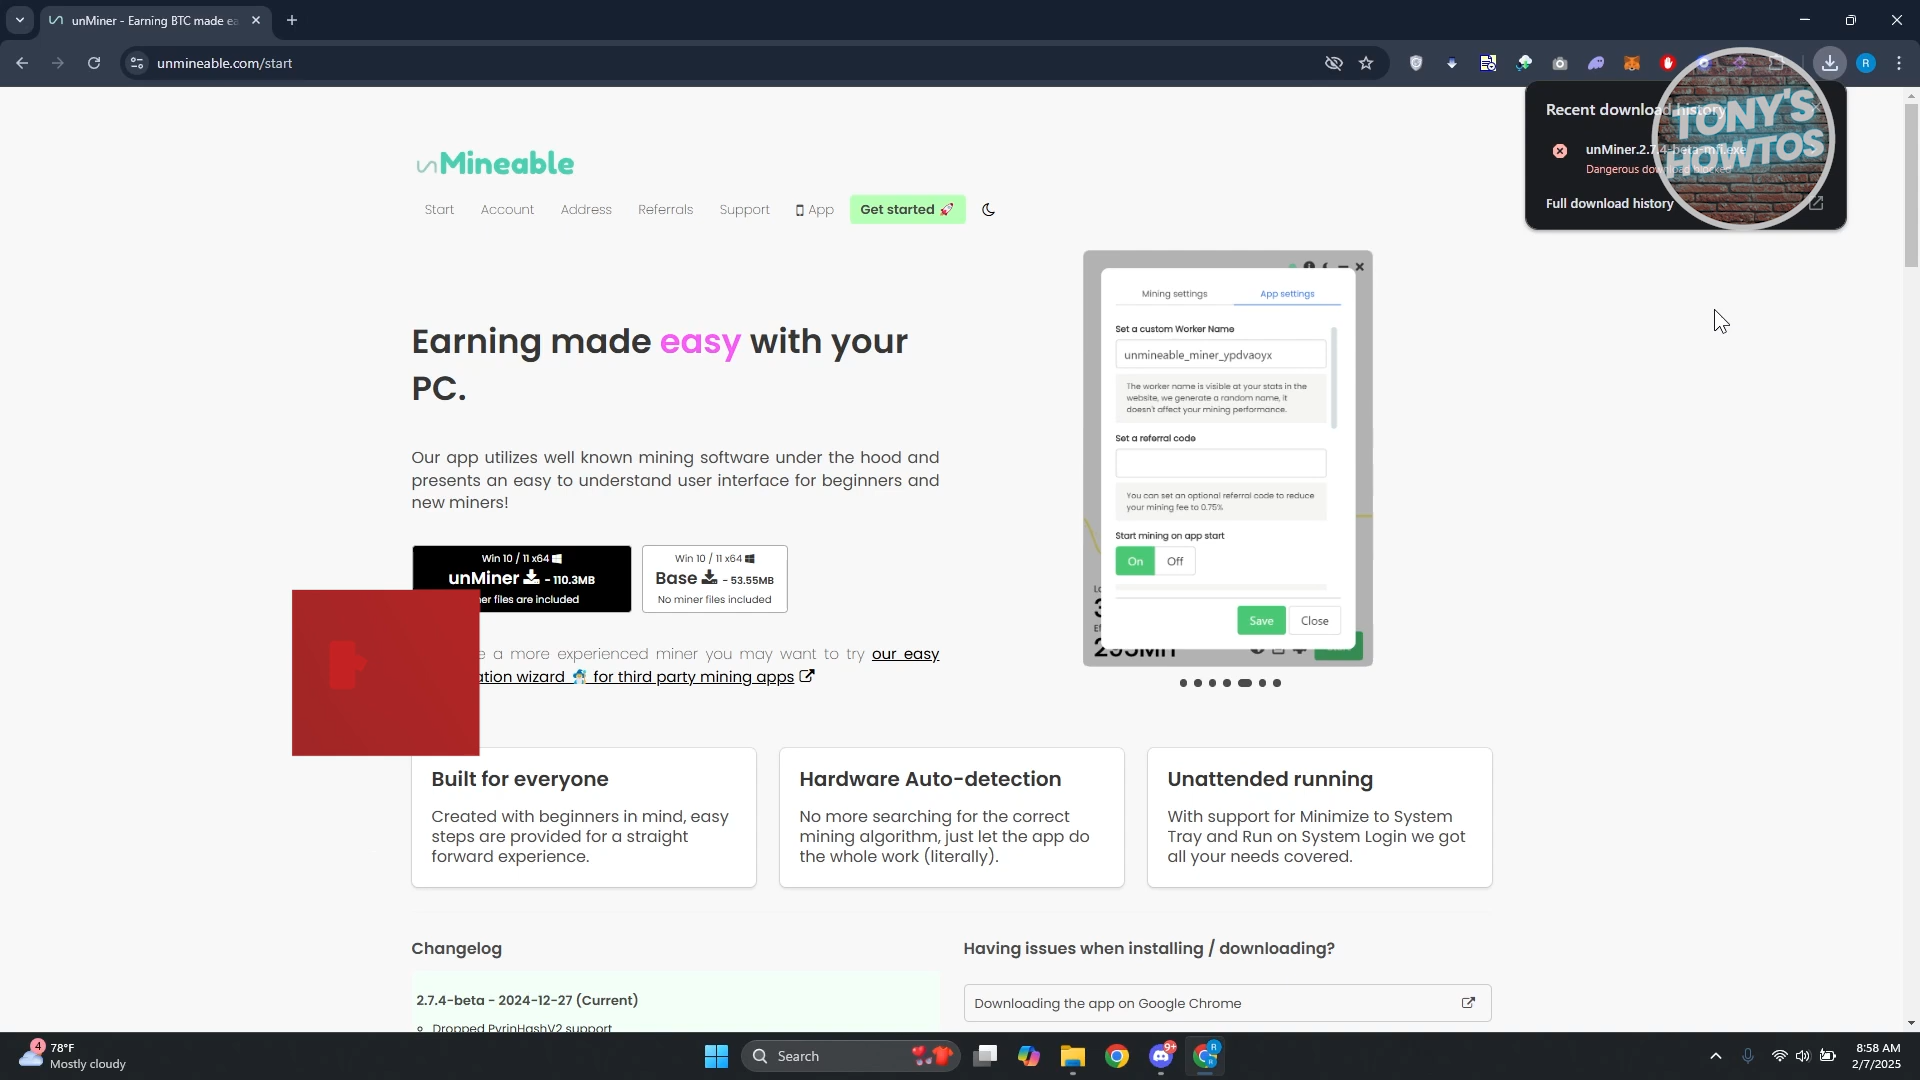 unMiner - Earning BTC made ea
unmineable.com/start
R
Recent download history
unMiner.2.7.4-beta-mfi.exe
Dangerous download blocked
Full download history
TONY'S
HOWTOS
unMineable
Start
Account
Address
Referrals
Support
App
Get started 🚀
Earning made easy with your
PC.
Our app utilizes well known mining software under the hood and
presents an easy to understand user interface for beginners and
new miners!
Win 10 / 11 x64
unMiner - 110.3MB
er files are included
Win 10 / 11 x64
Base - 53.55MB
No miner files included
e a more experienced miner you may want to try our easy
ation wizard for third party mining apps
Mining settings
App settings
Set a custom Worker Name
unmineable_miner_ypdvaoyx
The worker name is visible at your stats in the
website, we generate a random name, it
doesn't affect your mining performance.
Set a referral code
You can set an optional referral code to reduce
your mining fee to 0.75%
Start mining on app start
On
Off
Save
Close
Built for everyone
Created with beginners in mind, easy
steps are provided for a straight
forward experience.
Hardware Auto-detection
No more searching for the correct
mining algorithm, just let the app do
the whole work (literally).
Unattended running
With support for Minimize to System
Tray and Run on System Login we got
all your needs covered.
Changelog
2.7.4-beta - 2024-12-27 (Current)
Dropped PyrinHashV2 support
Having issues when installing / downloading?
Downloading the app on Google Chrome
4
78°F
Mostly cloudy
Search
9+
R
8:58 AM
2/7/2025